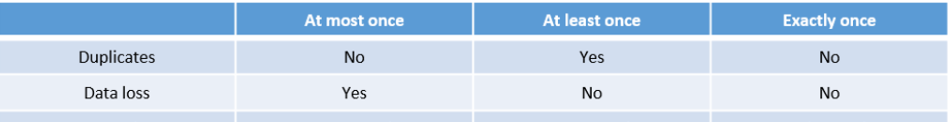 At most once At least once Exactly once
Duplicates No Yes No
Data loss Yes No No